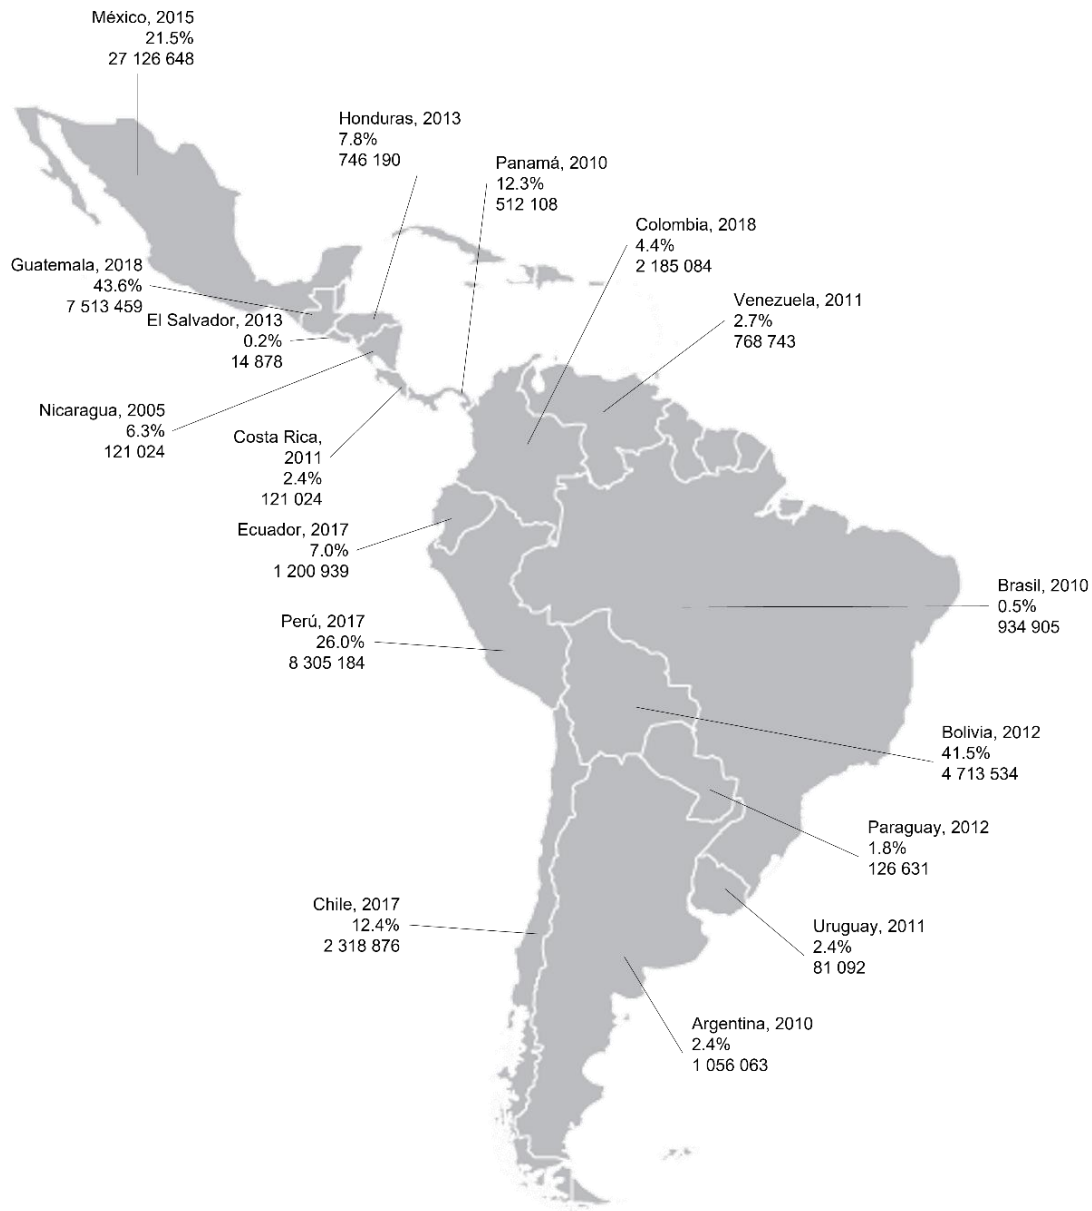 México, 2015
21.5%
27 126 648
Honduras, 2013
7.8%
746 190
Panamá, 2010
12.3%
512 108
Colombia, 2018
4.4%
2 185 084
Guatemala, 2018
43.6%
7 513 459
Venezuela, 2011
2.7%
768 743
El Salvador, 2013
0.2%
14 878
Nicaragua, 2005
6.3%
121 024
Costa Rica,
2011
2.4%
121 024
Ecuador, 2017
7.0%
1 200 939
Brasil, 2010
0.5%
934 905
Perú, 2017
26.0%
8 305 184
Bolivia, 2012
41.5%
4 713 534
Paraguay, 2012
1.8%
126 631
Chile, 2017
12.4%
2 318 876
Uruguay, 2011
2.4%
81 092
Argentina, 2010
2.4%
1 056 063